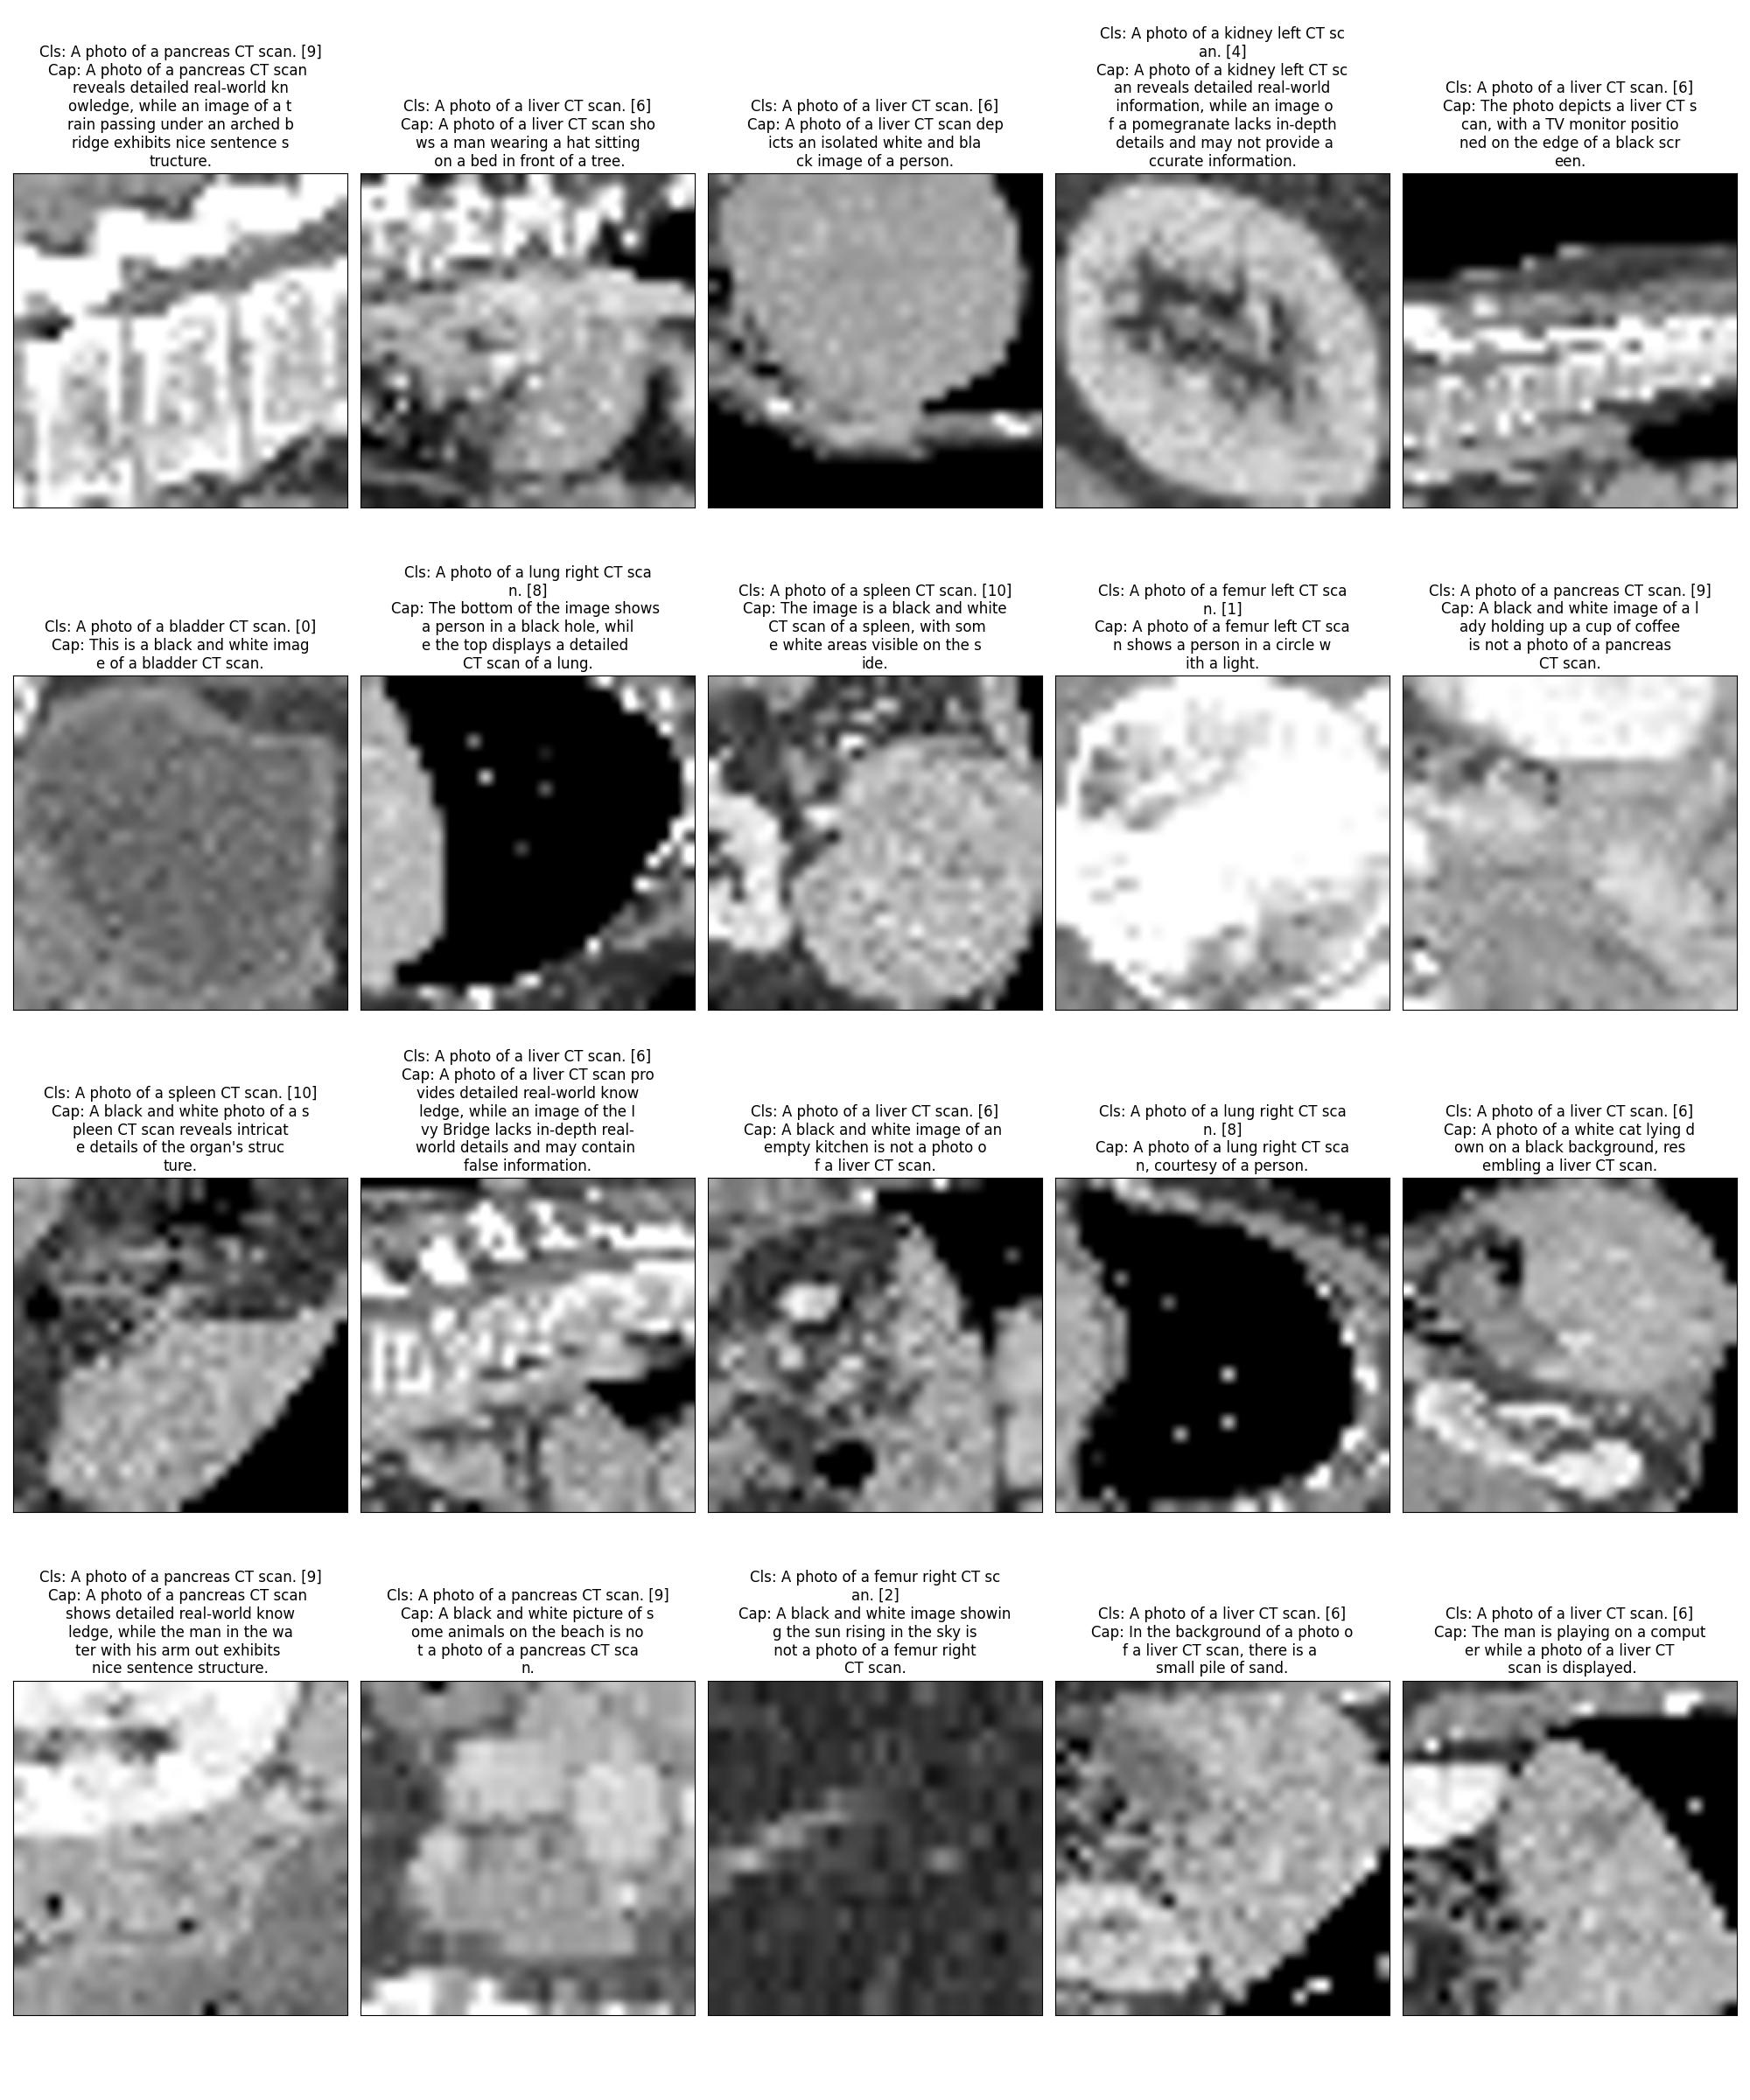 Cls: A photo of a pancreas CT scan. [9]
Cap: A photo of a pancreas CT scan
reveals detailed real-world kn
owledge, while an image of a t
rain passing under an arched b
ridge exhibits nice sentence s
tructure.
Cls: A photo of a liver CT scan. [6]
Cap: A photo of a liver CT scan sho
ws a man wearing a hat sitting
on a bed in front of a tree.
Cls: A photo of a liver CT scan. [6]
Cap: A photo of a liver CT scan dep
icts an isolated white and bla
ck image of a person.
Cls: A photo of a kidney left CT sc
an. [4]
Cap: A photo of a kidney left CT sc
an reveals detailed real-world
information, while an image o
f a pomegranate lacks in-depth
details and may not provide a
ccurate information.
Cls: A photo of a liver CT scan. [6]
Cap: The photo depicts a liver CT s
can, with a TV monitor positio
ned on the edge of a black scr
een.
Cls: A photo of a bladder CT scan. [0]
Cap: This is a black and white imag
e of a bladder CT scan.
Cls: A photo of a lung right CT sca
n. [8]
Cap: The bottom of the image shows
a person in a black hole, whil
e the top displays a detailed
CT scan of a lung.
Cls: A photo of a spleen CT scan. [10]
Cap: The image is a black and white
CT scan of a spleen, with som
e white areas visible on the s
ide.
Cls: A photo of a femur left CT sca
n. [1]
Cap: A photo of a femur left CT sca
n shows a person in a circle w
ith a light.
Cls: A photo of a pancreas CT scan. [9]
Cap: A black and white image of a l
ady holding up a cup of coffee
is not a photo of a pancreas
CT scan.
Cls: A photo of a spleen CT scan. [10]
Cap: A black and white photo of a s
pleen CT scan reveals intricat
e details of the organ's struc
ture.
Cls: A photo of a liver CT scan. [6]
Cap: A photo of a liver CT scan pro
vides detailed real-world know
ledge, while an image of the I
vy Bridge lacks in-depth real-
world details and may contain
false information.
Cls: A photo of a liver CT scan. [6]
Cap: A black and white image of an
empty kitchen is not a photo o
f a liver CT scan.
Cls: A photo of a lung right CT sca
n. [8]
Cap: A photo of a lung right CT sca
n, courtesy of a person.
Cls: A photo of a liver CT scan. [6]
Cap: A photo of a white cat lying d
own on a black background, res
embling a liver CT scan.
Cls: A photo of a pancreas CT scan. [9]
Cap: A photo of a pancreas CT scan
shows detailed real-world know
ledge, while the man in the wa
ter with his arm out exhibits
nice sentence structure.
Cls: A photo of a pancreas CT scan. [9]
Cap: A black and white picture of s
ome animals on the beach is no
t a photo of a pancreas CT sca
n.
Cls: A photo of a femur right CT sc
an. [2]
Cap: A black and white image showin
g the sun rising in the sky is
not a photo of a femur right
CT scan.
Cls: A photo of a liver CT scan. [6]
Cap: In the background of a photo o
f a liver CT scan, there is a
small pile of sand.
Cls: A photo of a liver CT scan. [6]
Cap: The man is playing on a comput
er while a photo of a liver CT
scan is displayed.